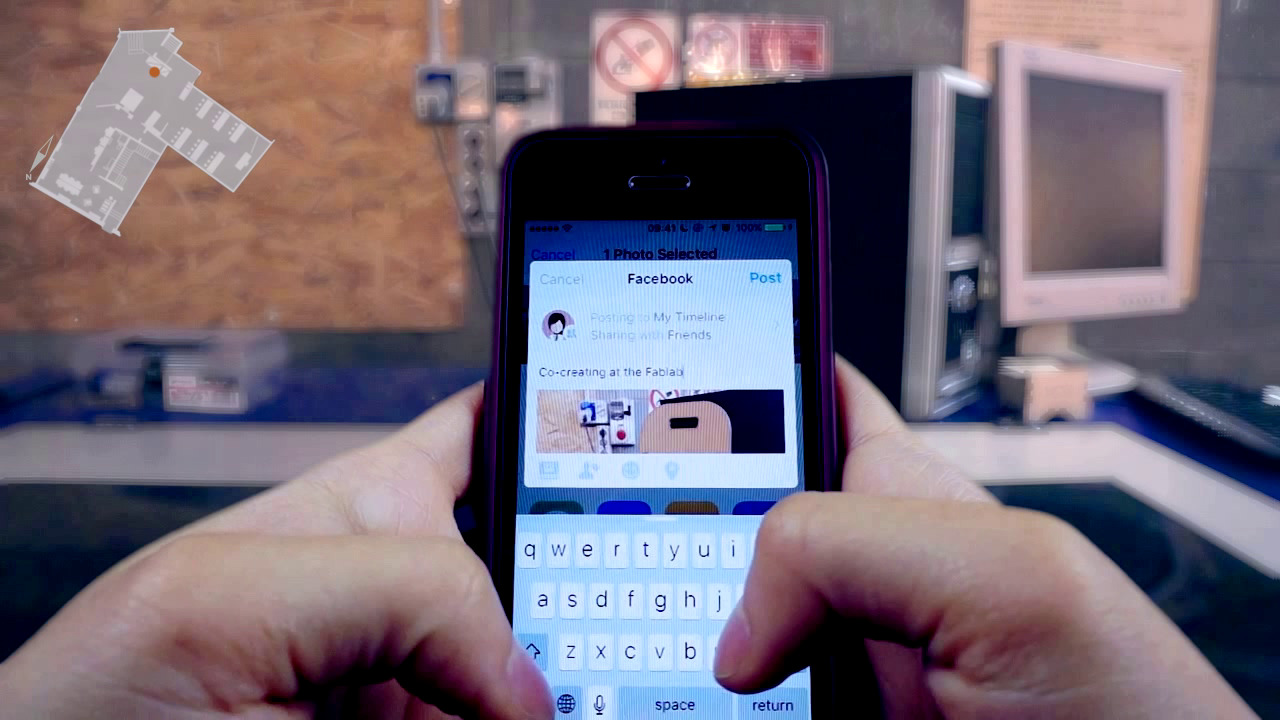 N
08:41
100%
Cancel
1 Photo Selected
Cancel
Facebook
Post
Posting to My Timeline
Sharing with Friends
Co-creating at the Fablab
q w e r t y u i
a s d f g h j
z x c v b
space
return